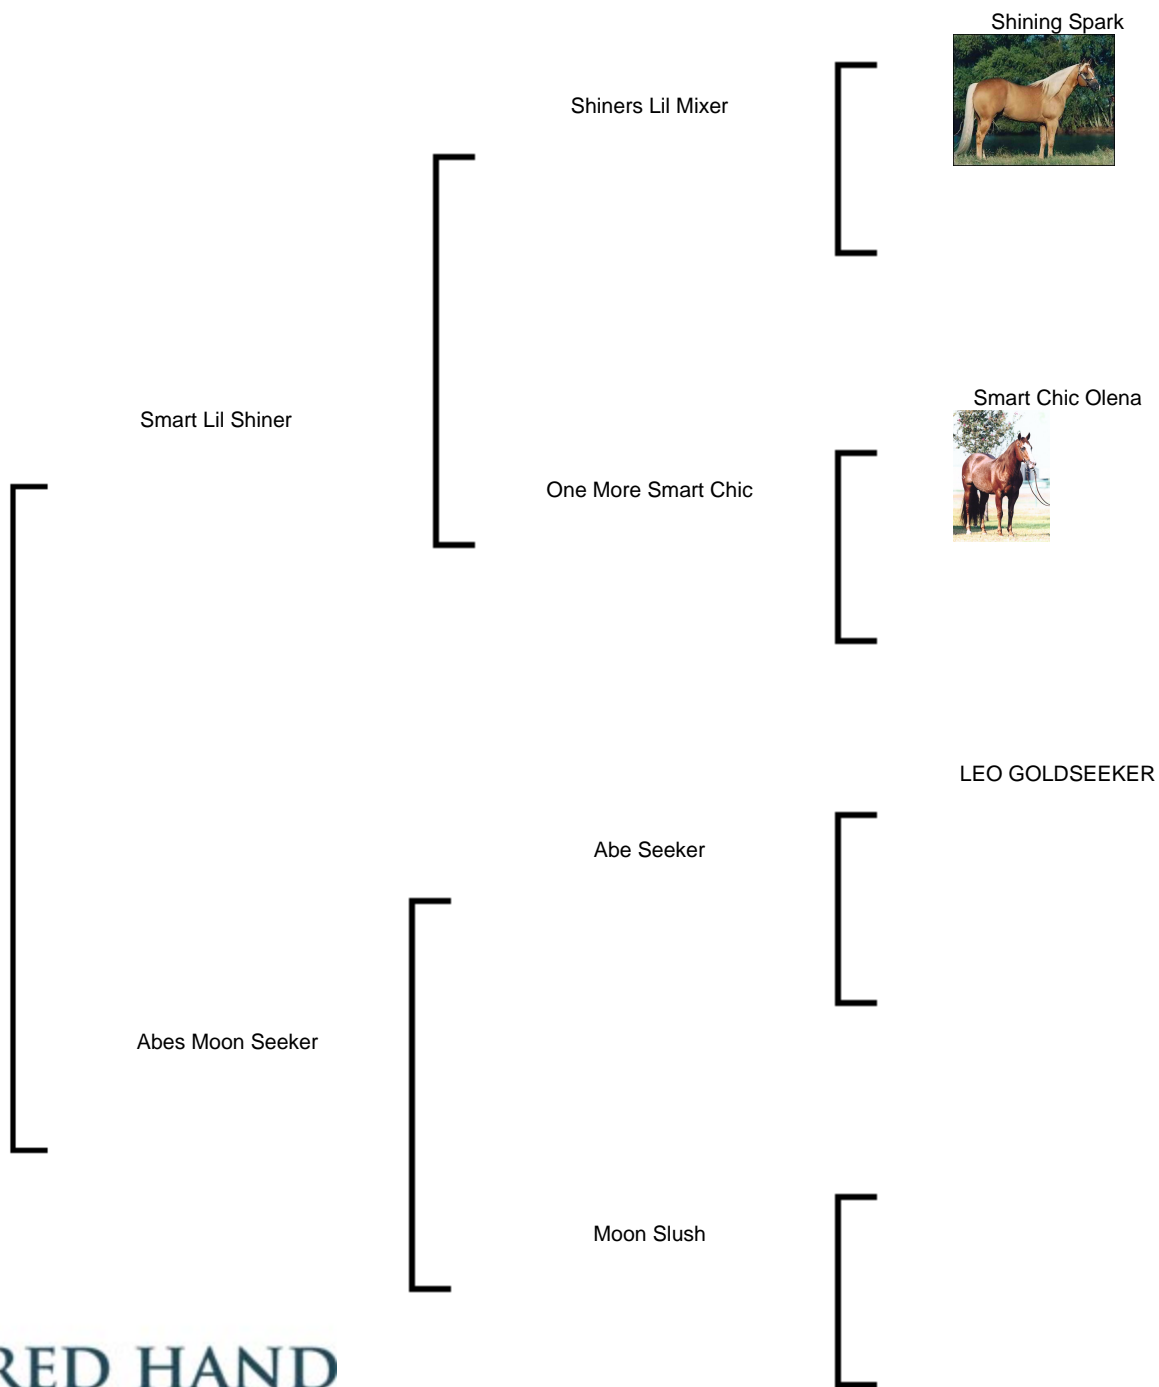 Shining Spark
Shiners Lil Mixer
Smart Chic Olena
Smart Lil Shiner
One More Smart Chic
LEO GOLDSEEKER
Abe Seeker
Abes Moon Seeker
Moon Slush
RED HAND